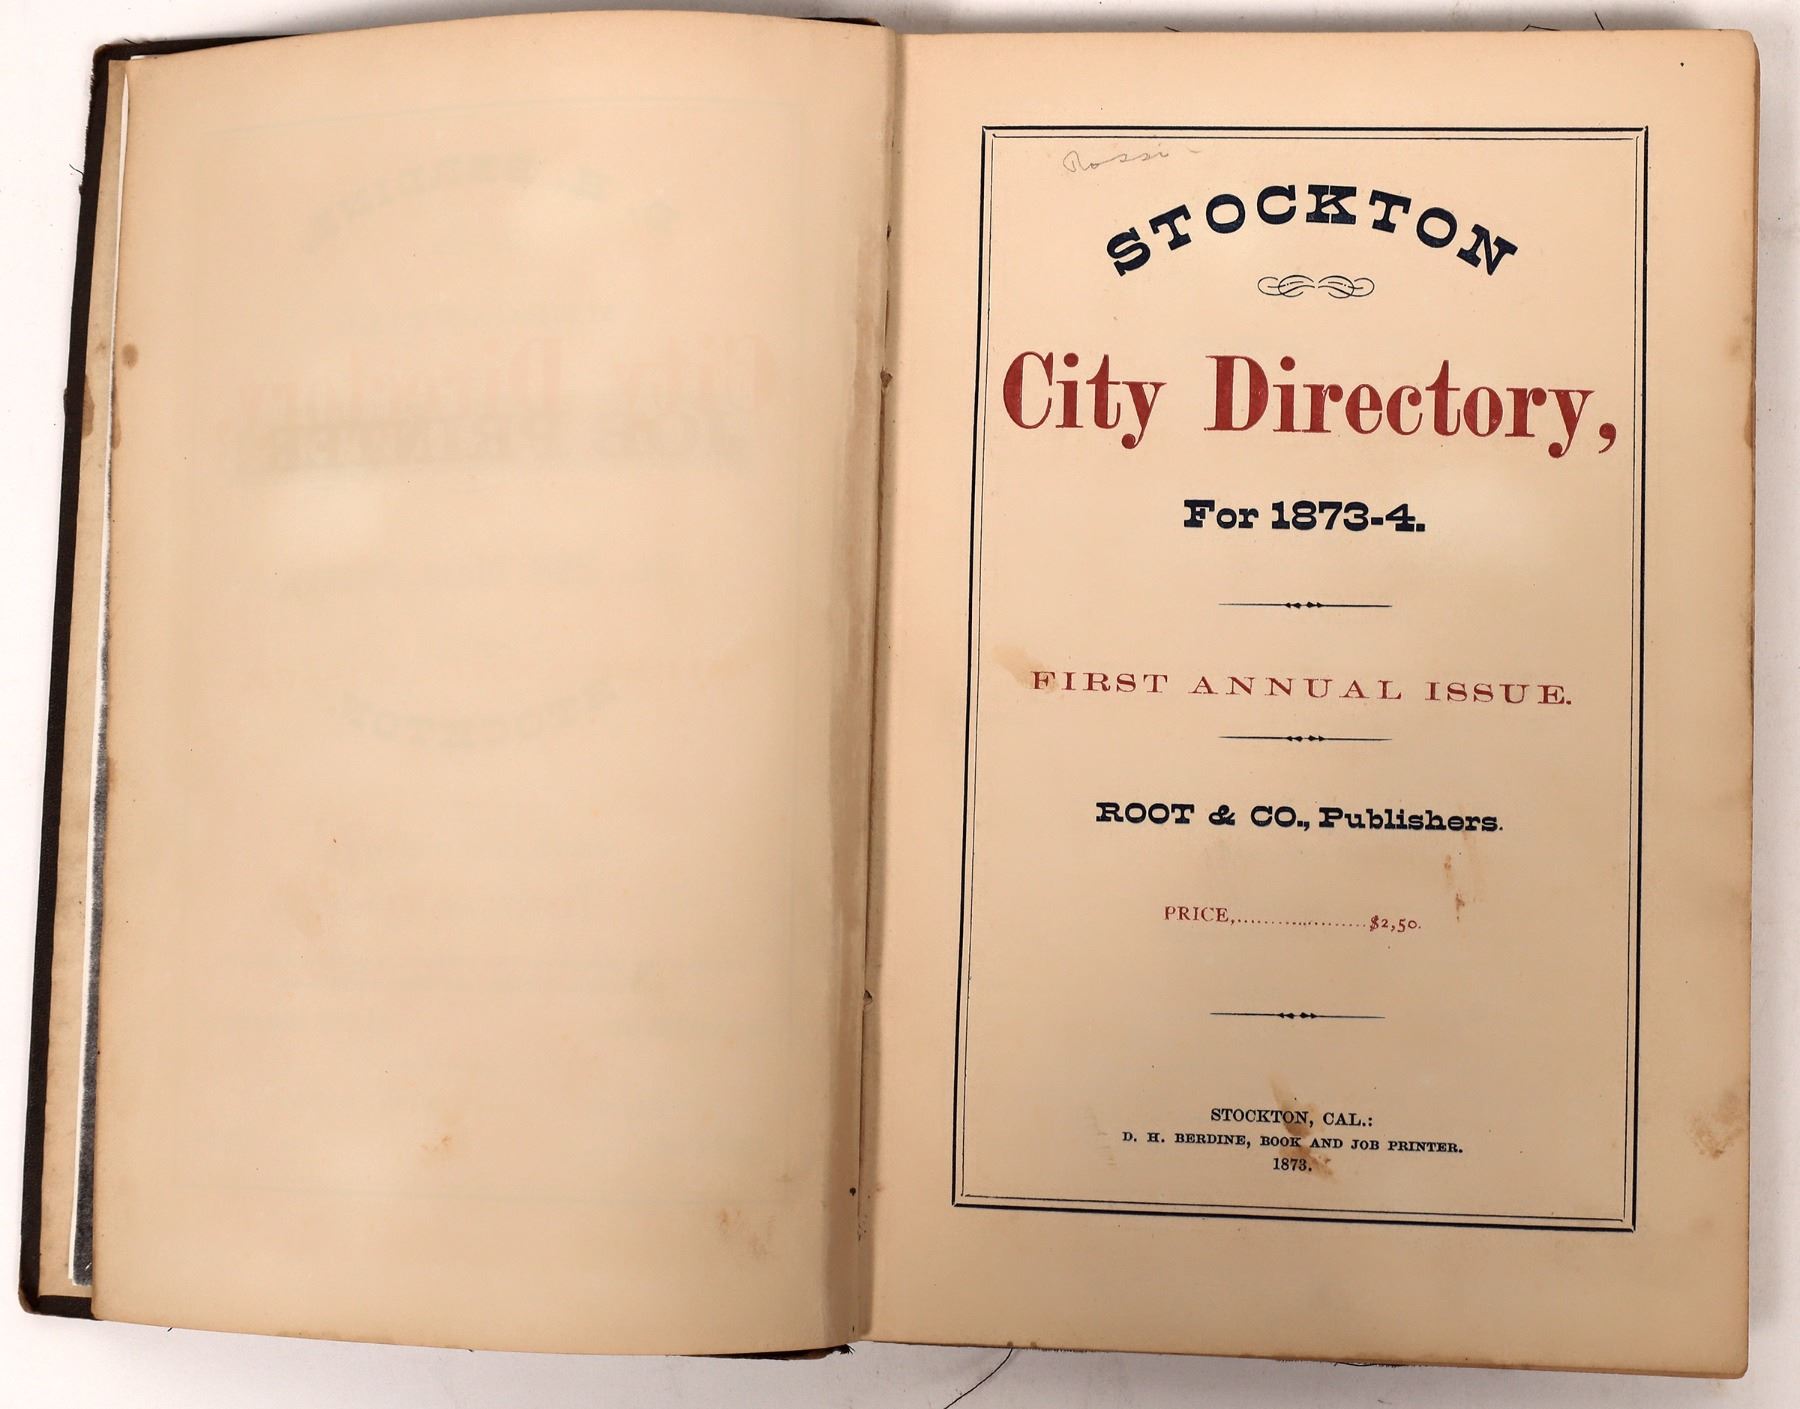 Rossi
STOCKTON
City Directory,
For 1873-4.
FIRST ANNUAL ISSUE.
ROOT & CO., Publishers.
PRICE,....................$2,50.
STOCKTON, CAL.:
D. H. BERDINE, BOOK AND JOB PRINTER.
1873.